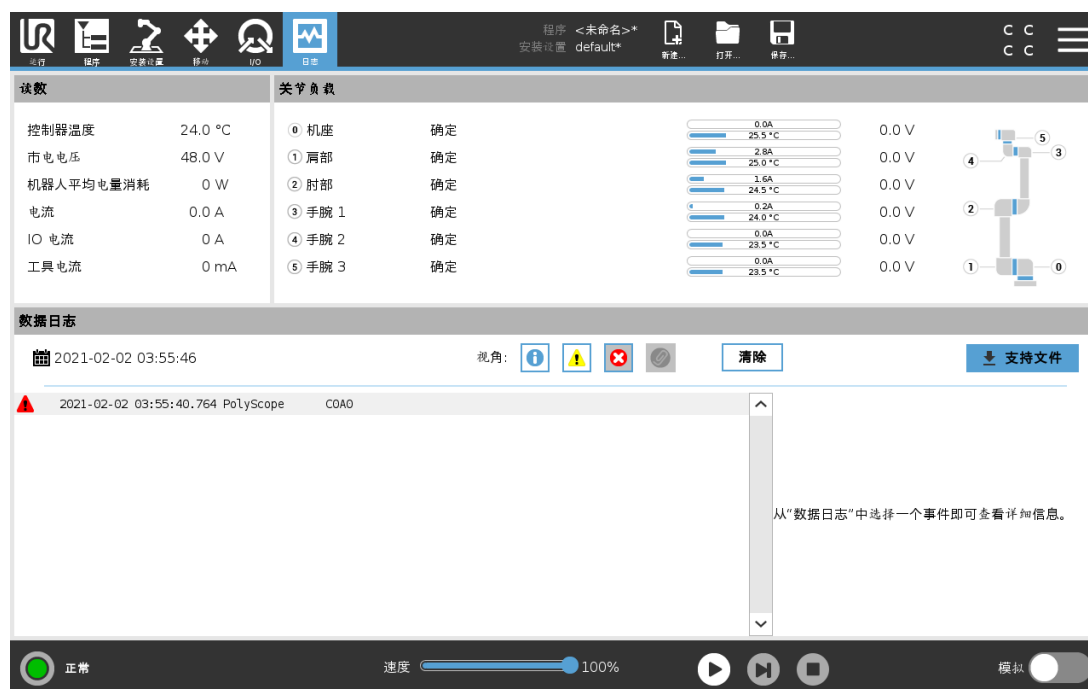 程序 <未命名>*
安装设置 default*
运行 程序 安装设置 移动 I/O 日志 新建... 打开... 保存...
C C
C C
读数
关节负载
控制器温度 24.0 °C
市电电压 48.0 V
机器人平均电量消耗 0 W
电流 0.0 A
IO 电流 0 A
工具电流 0 mA
0 机座 确定 0.0A 25.5 °C 0.0 V
1 肩部 确定 2.8A 25.0 °C 0.0 V
2 肘部 确定 1.6A 24.5 °C 0.0 V
3 手腕 1 确定 0.2A 24.0 °C 0.0 V
4 手腕 2 确定 0.0A 23.5 °C 0.0 V
5 手腕 3 确定 0.0A 23.5 °C 0.0 V
5
4 3
2
1 0
数据日志
2021-02-02 03:55:46 视角: 清除 支持文件
2021-02-02 03:55:40.764 PolyScope C0A0
从"数据日志"中选择一个事件即可查看详细信息。
正常 速度 100% 模拟